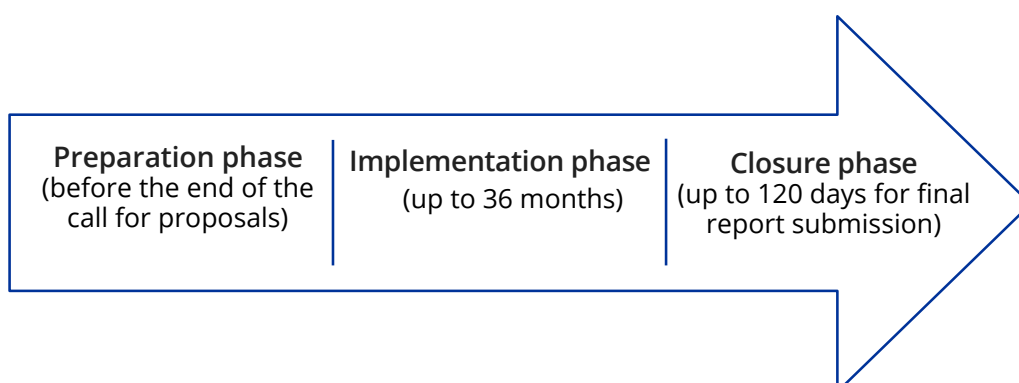 Preparation phase
(before the end of the
call for proposals)
Implementation phase
(up to 36 months)
Closure phase
(up to 120 days for final
report submission)